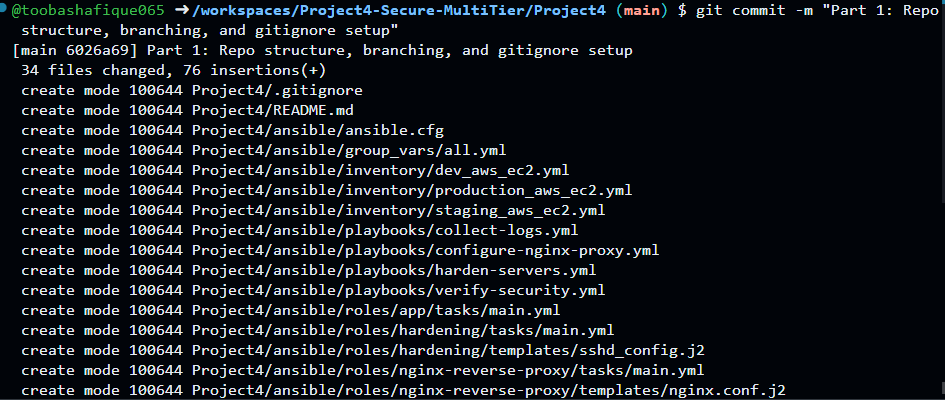 @toobashafique065 ➜/workspaces/Project4-Secure-MultiTier/Project4 (main) $ git commit -m "Part 1: Repo
 structure, branching, and gitignore setup"
[main 6026a69] Part 1: Repo structure, branching, and gitignore setup
 34 files changed, 76 insertions(+)
 create mode 100644 Project4/.gitignore
 create mode 100644 Project4/README.md
 create mode 100644 Project4/ansible/ansible.cfg
 create mode 100644 Project4/ansible/group_vars/all.yml
 create mode 100644 Project4/ansible/inventory/dev_aws_ec2.yml
 create mode 100644 Project4/ansible/inventory/production_aws_ec2.yml
 create mode 100644 Project4/ansible/inventory/staging_aws_ec2.yml
 create mode 100644 Project4/ansible/playbooks/collect-logs.yml
 create mode 100644 Project4/ansible/playbooks/configure-nginx-proxy.yml
 create mode 100644 Project4/ansible/playbooks/harden-servers.yml
 create mode 100644 Project4/ansible/playbooks/verify-security.yml
 create mode 100644 Project4/ansible/roles/app/tasks/main.yml
 create mode 100644 Project4/ansible/roles/hardening/tasks/main.yml
 create mode 100644 Project4/ansible/roles/hardening/templates/sshd_config.j2
 create mode 100644 Project4/ansible/roles/nginx-reverse-proxy/tasks/main.yml
 create mode 100644 Project4/ansible/roles/nginx-reverse-proxy/templates/nginx.conf.j2